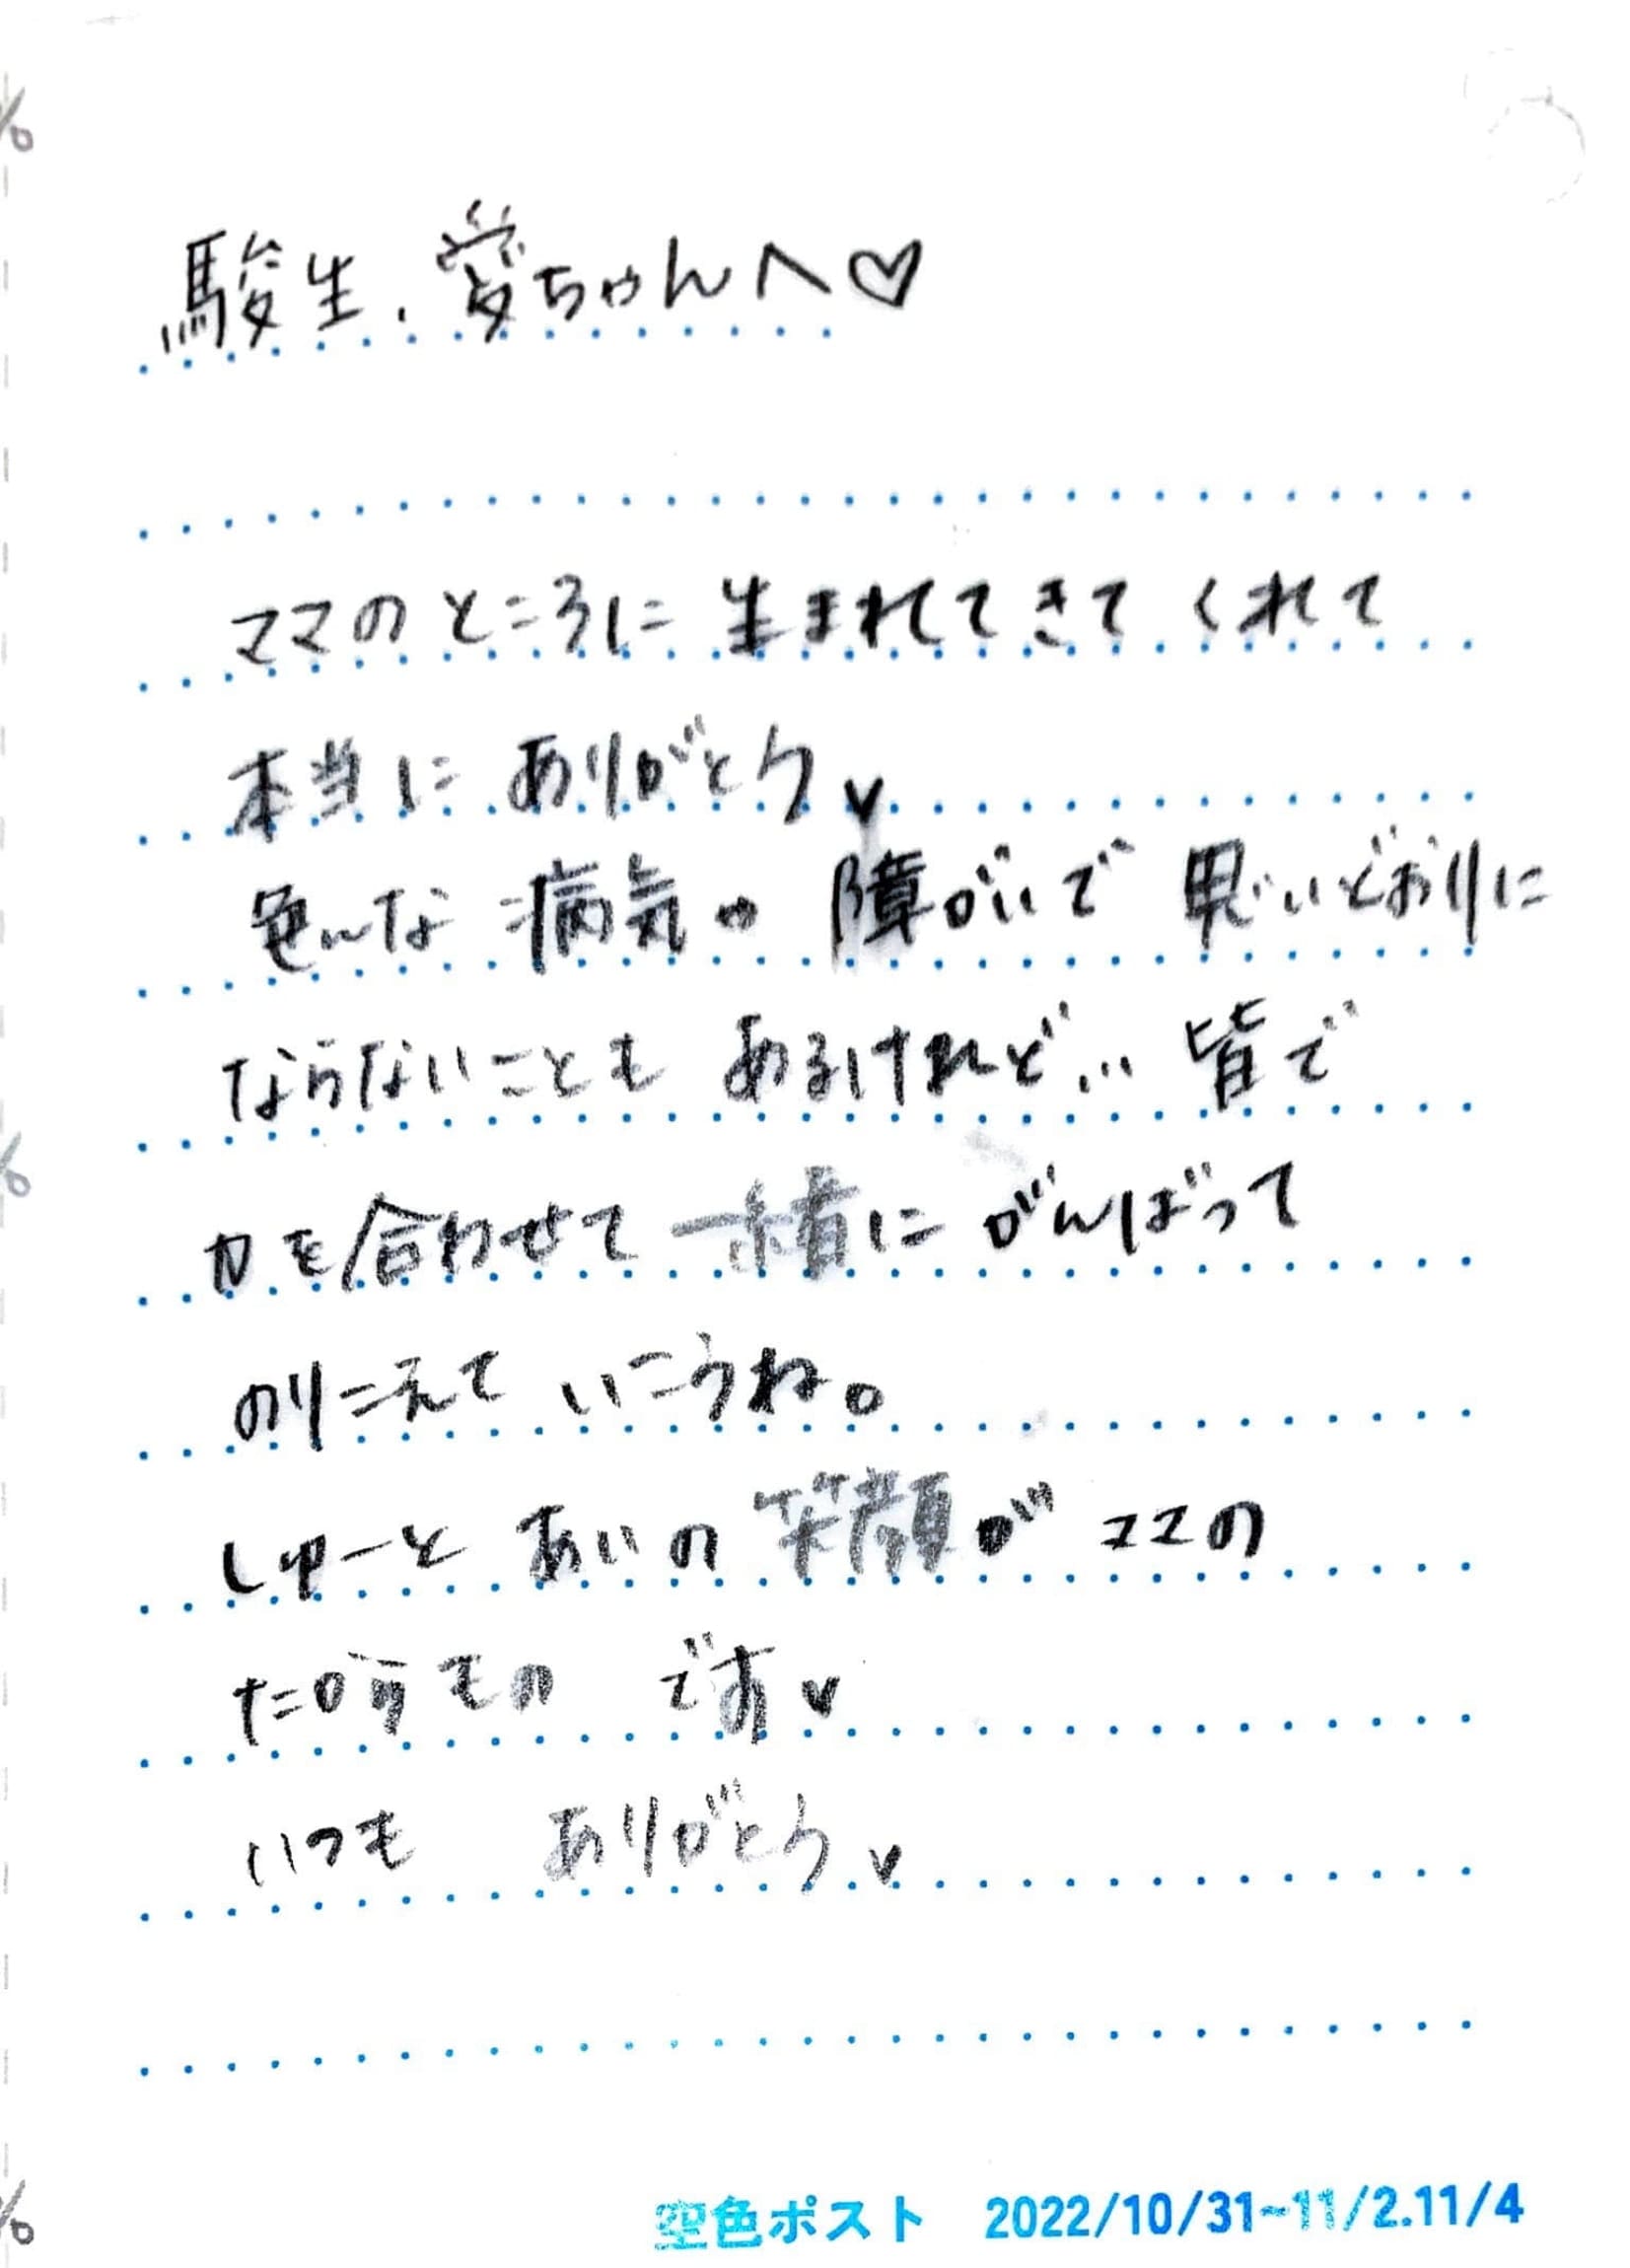 駿生、愛ちゃんへ♡
ママのところに生まれてきてくれて
本当にありがとう♥
色んな病気や障がいで思いどおりに
ならないこともあるけれど…皆で
力を合わせて一緒にがんばって
のりこえていこうね。
しゅーとあいの笑顔がママの
たからものです♥
いつもありがとう♥
空色ポスト 2022/10/31~11/2.11/4